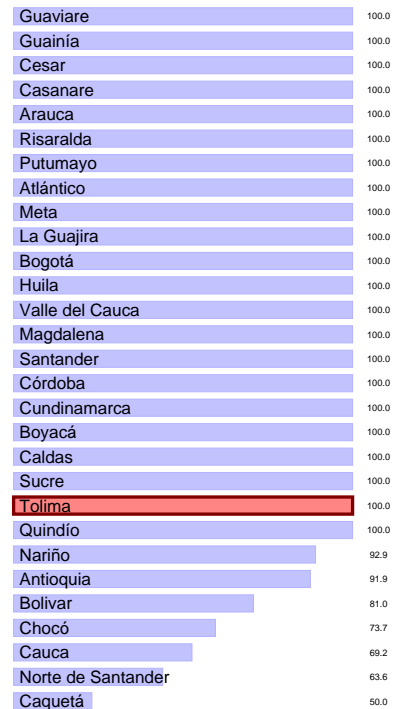 Guaviare 100.0
Guainía 100.0
Cesar 100.0
Casanare 100.0
Arauca 100.0
Risaralda 100.0
Putumayo 100.0
Atlántico 100.0
Meta 100.0
La Guajira 100.0
Bogotá 100.0
Huila 100.0
Valle del Cauca 100.0
Magdalena 100.0
Santander 100.0
Córdoba 100.0
Cundinamarca 100.0
Boyacá 100.0
Caldas 100.0
Sucre 100.0
Tolima 100.0
Quindío 100.0
Nariño 92.9
Antioquia 91.9
Bolivar 81.0
Chocó 73.7
Cauca 69.2
Norte de Santander 63.6
Caquetá 50.0